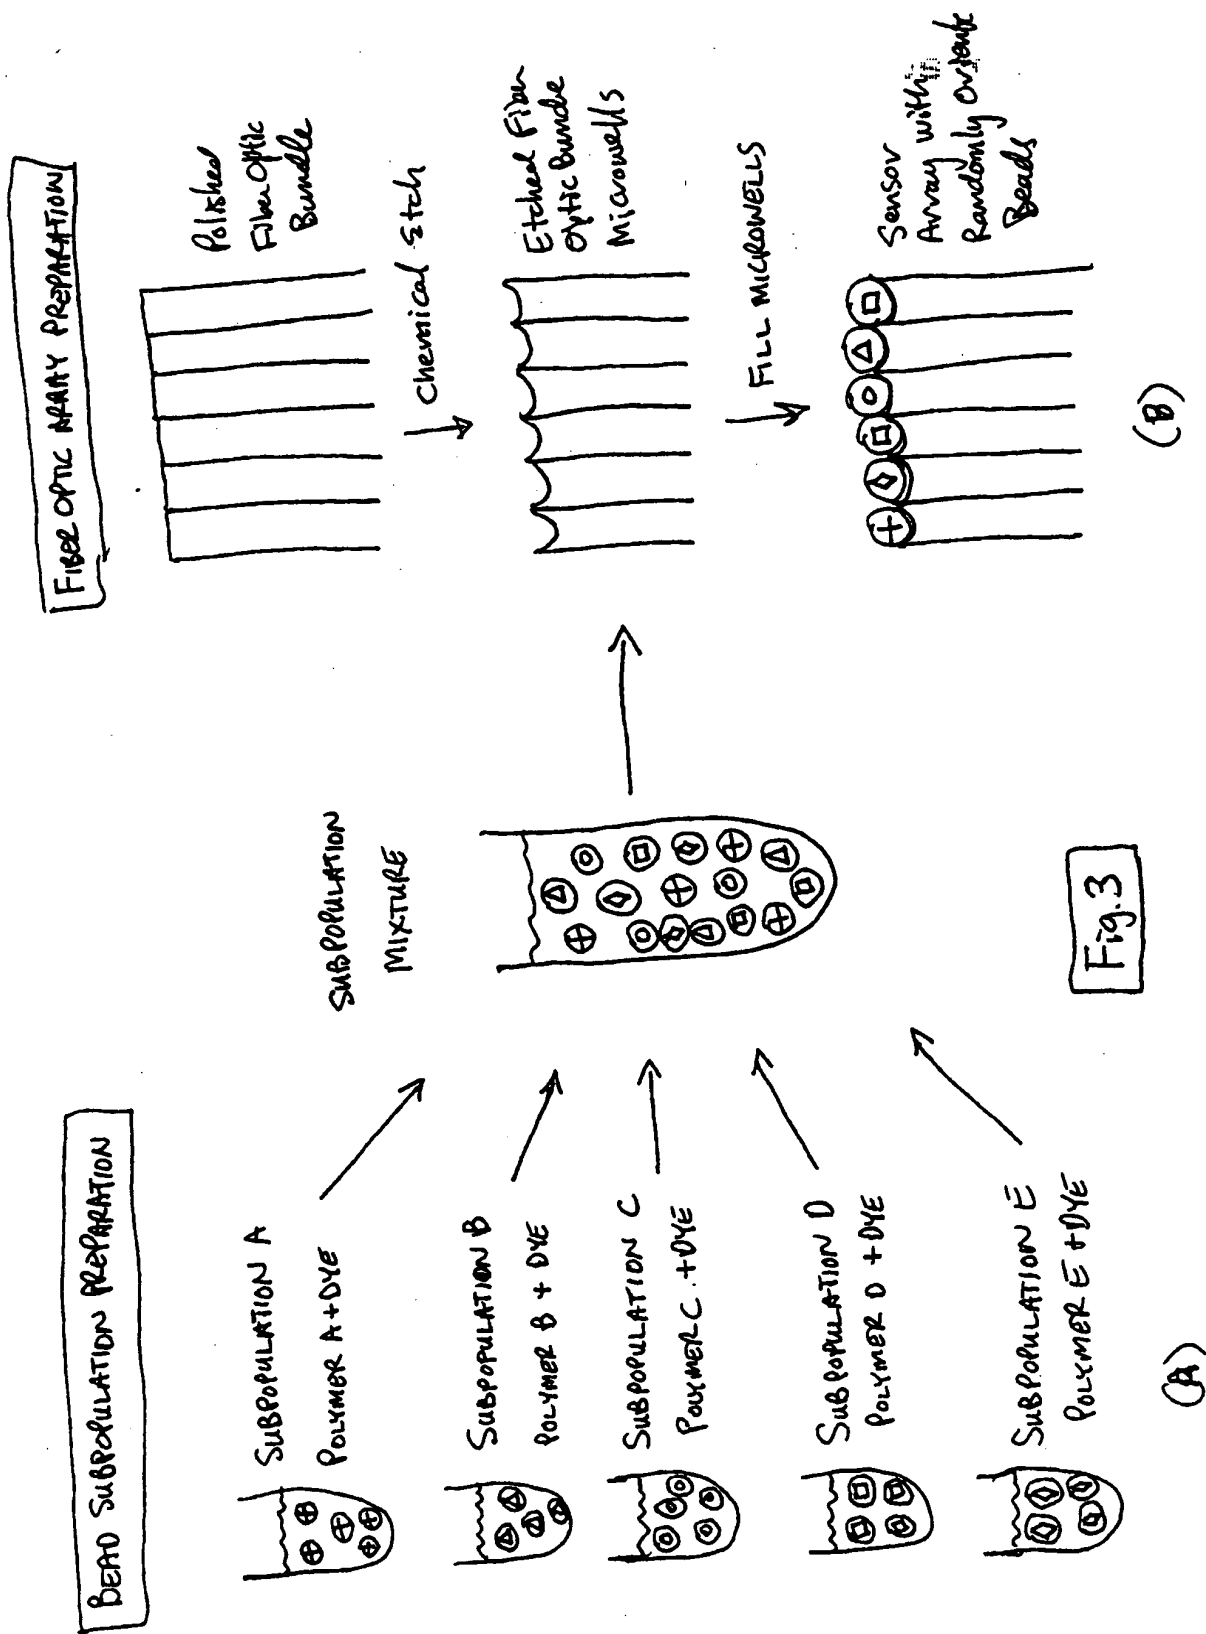 BEAD SUBPOPULATION PREPARATION
SUBPOPULATION A
POLYMER A + DYE
SUBPOPULATION B
POLYMER B + DYE
SUBPOPULATION C
POLYMER C + DYE
SUBPOPULATION D
POLYMER D + DYE
SUBPOPULATION E
POLYMER E + DYE
(A)
SUBPOPULATION
MIXTURE
Fig. 3
FIBER OPTIC ARRAY PREPARATION
Polished
Fiber Optic
Bundle
Chemical Etch
Etched Fiber
Optic Bundle
Microwells
FILL MICROWELLS
Sensor
Array with
Randomly
Beads
(B)